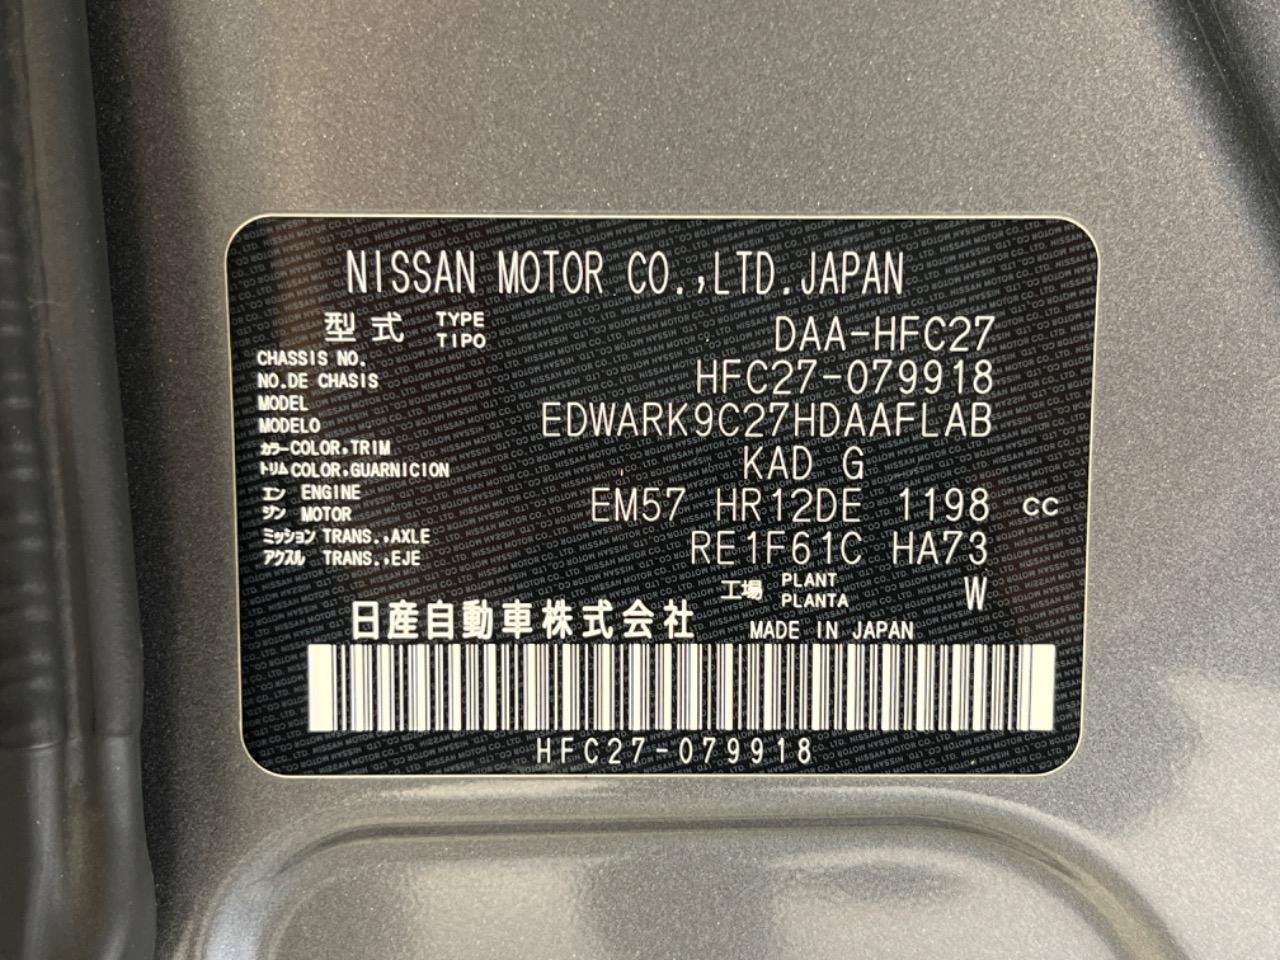 NISSAN MOTOR CO.,LTD.JAPAN
型式 TYPE TIPO DAA-HFC27
CHASSIS NO.
NO.DE CHASIS HFC27-079918
MODEL
MODELO EDWARK9C27HDAAFLAB
カラー COLOR,TRIM
トリム COLOR,GUARNICION KAD G
エン ENGINE
ジン MOTOR EM57 HR12DE 1198 cc
ミッション TRANS.,AXLE
アクスル TRANS.,EJE RE1F61C HA73
工場 PLANT PLANTA W
日産自動車株式会社 MADE IN JAPAN
HFC27-079918